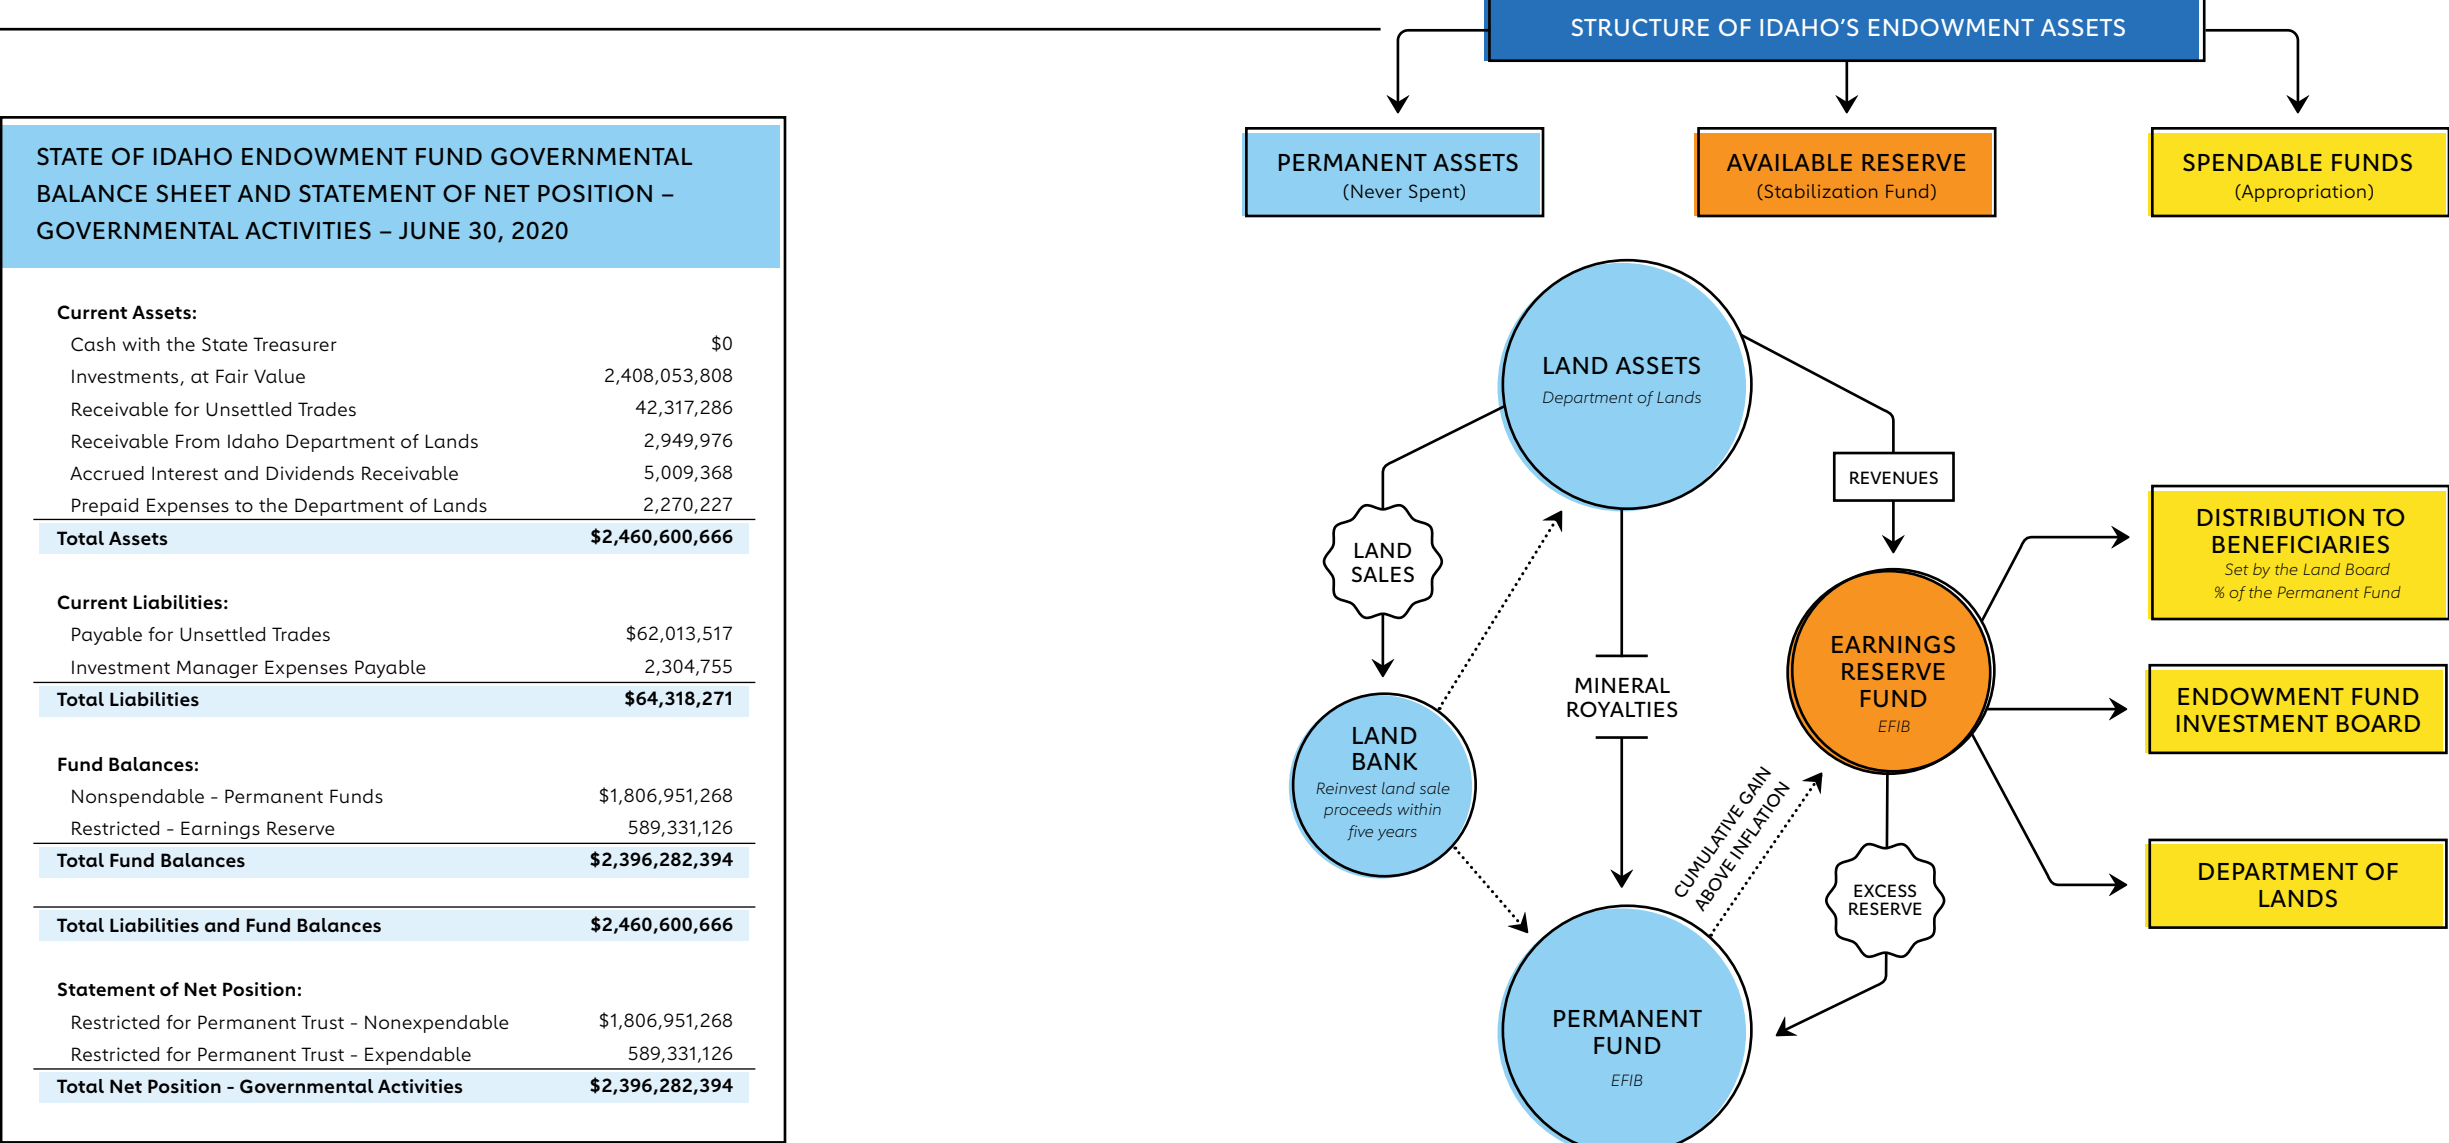 STRUCTURE OF IDAHO'S ENDOWMENT ASSETS
STATE OF IDAHO ENDOWMENT FUND GOVERNMENTAL
BALANCE SHEET AND STATEMENT OF NET POSITION –
GOVERNMENTAL ACTIVITIES – JUNE 30, 2020
Current Assets:
Cash with the State Treasurer $0
Investments, at Fair Value 2,408,053,808
Receivable for Unsettled Trades 42,317,286
Receivable From Idaho Department of Lands 2,949,976
Accrued Interest and Dividends Receivable 5,009,368
Prepaid Expenses to the Department of Lands 2,270,227
Total Assets $2,460,600,666
Current Liabilities:
Payable for Unsettled Trades $62,013,517
Investment Manager Expenses Payable 2,304,755
Total Liabilities $64,318,271
Fund Balances:
Nonspendable - Permanent Funds $1,806,951,268
Restricted - Earnings Reserve 589,331,126
Total Fund Balances $2,396,282,394
Total Liabilities and Fund Balances $2,460,600,666
Statement of Net Position:
Restricted for Permanent Trust - Nonexpendable $1,806,951,268
Restricted for Permanent Trust - Expendable 589,331,126
Total Net Position - Governmental Activities $2,396,282,394
PERMANENT ASSETS
(Never Spent)
AVAILABLE RESERVE
(Stabilization Fund)
SPENDABLE FUNDS
(Appropriation)
LAND ASSETS
Department of Lands
REVENUES
LAND
SALES
MINERAL
ROYALTIES
LAND
BANK
Reinvest land sale
proceeds within
five years
EARNINGS
RESERVE
FUND
EFIB
CUMULATIVE GAIN
ABOVE INFLATION
EXCESS
RESERVE
PERMANENT
FUND
EFIB
DISTRIBUTION TO
BENEFICIARIES
Set by the Land Board
% of the Permanent Fund
ENDOWMENT FUND
INVESTMENT BOARD
DEPARTMENT OF
LANDS